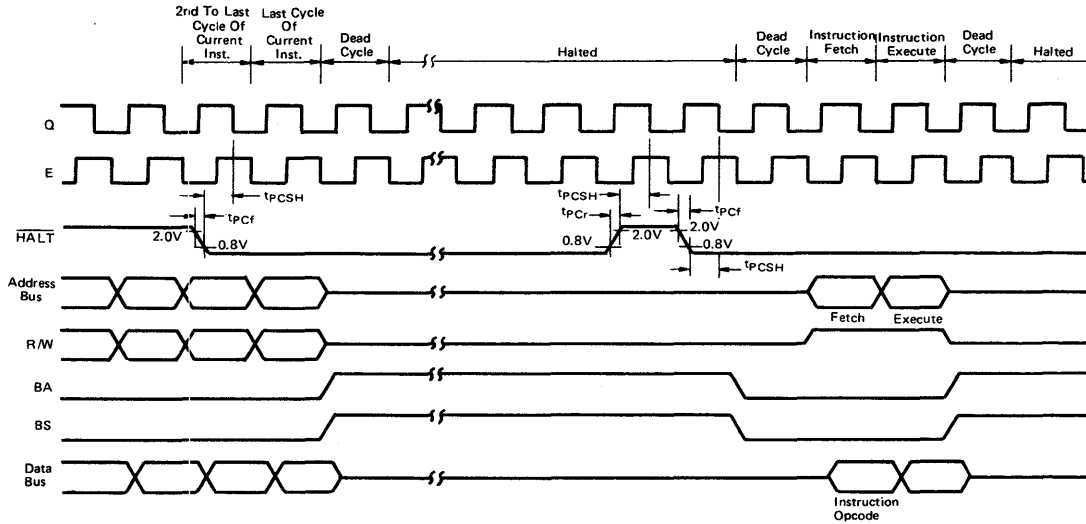 2nd To Last
Cycle Of
Current
Inst.
Last Cycle
Of
Current
Inst.
Dead
Cycle
Halted
Dead
Cycle
Instruction
Fetch
Instruction
Execute
Dead
Cycle
Halted
Q
E
tPCSH
tPCf
2.0V
0.8V
HALT
tPCSH
tPCr
0.8V
2.0V
tPCf
2.0V
0.8V
tPCSH
Address
Bus
Fetch
Execute
R/W
BA
BS
Data
Bus
Instruction
Opcode